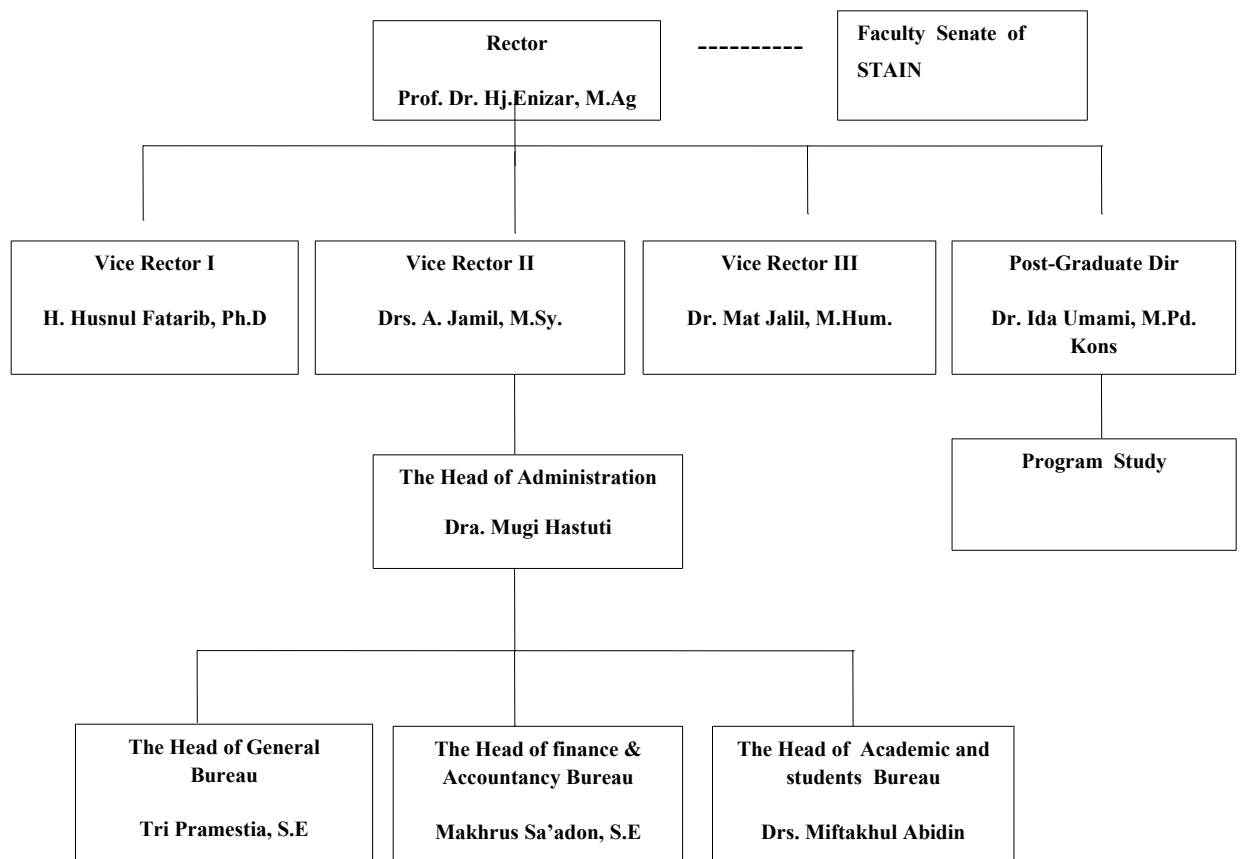 Rector
Prof. Dr. Hj.Enizar, M.Ag
Faculty Senate of
STAIN
Vice Rector I
H. Husnul Fatarib, Ph.D
Vice Rector II
Drs. A. Jamil, M.Sy.
Vice Rector III
Dr. Mat Jalil, M.Hum.
Post-Graduate Dir
Dr. Ida Umami, M.Pd.
Kons
The Head of Administration
Dra. Mugi Hastuti
Program Study
The Head of General
Bureau
Tri Pramestia, S.E
The Head of finance &
Accountancy Bureau
Makhrus Sa’adon, S.E
The Head of Academic and
students Bureau
Drs. Miftakhul Abidin